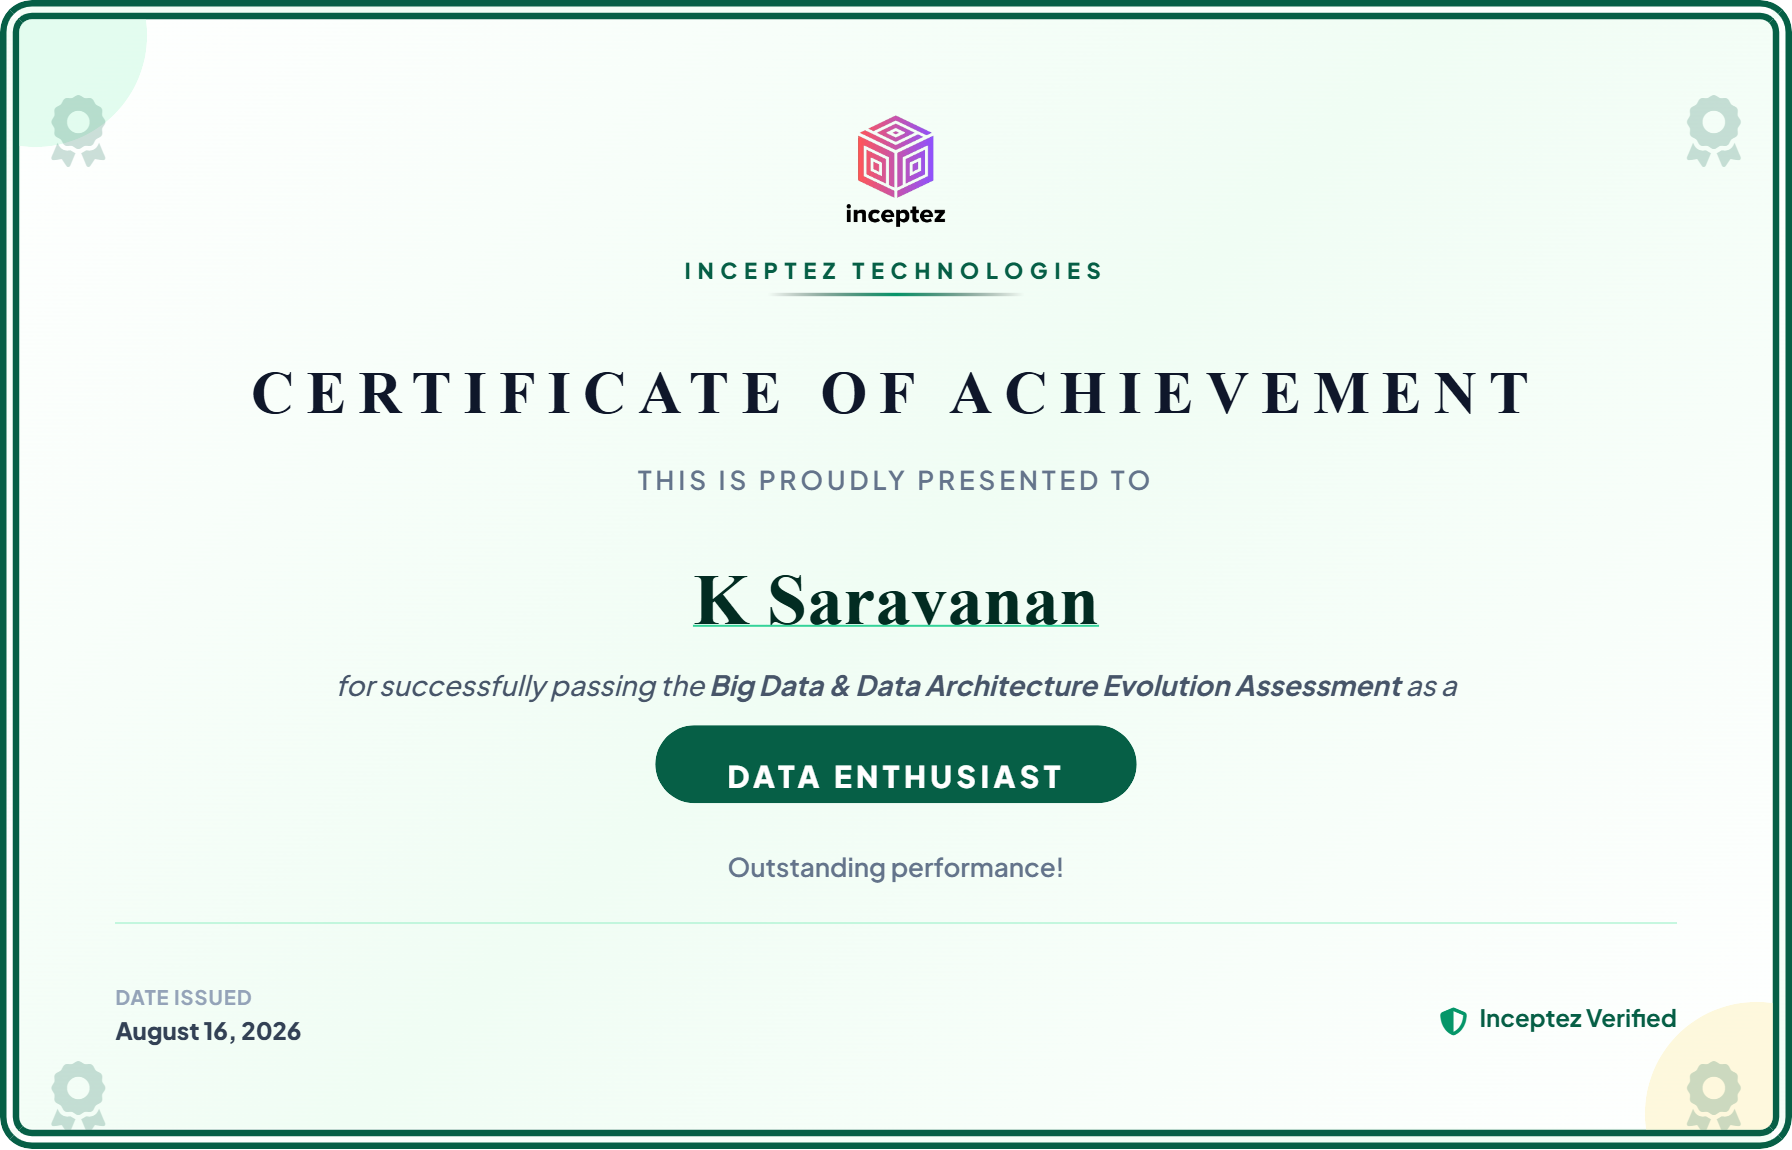 inceptez
INCEPTEZ TECHNOLOGIES
CERTIFICATE OF ACHIEVEMENT
THIS IS PROUDLY PRESENTED TO
K Saravanan
for successfully passing the Big Data & Data Architecture Evolution Assessment as a
DATA ENTHUSIAST
Outstanding performance!
DATE ISSUED
August 16, 2026
Inceptez Verified